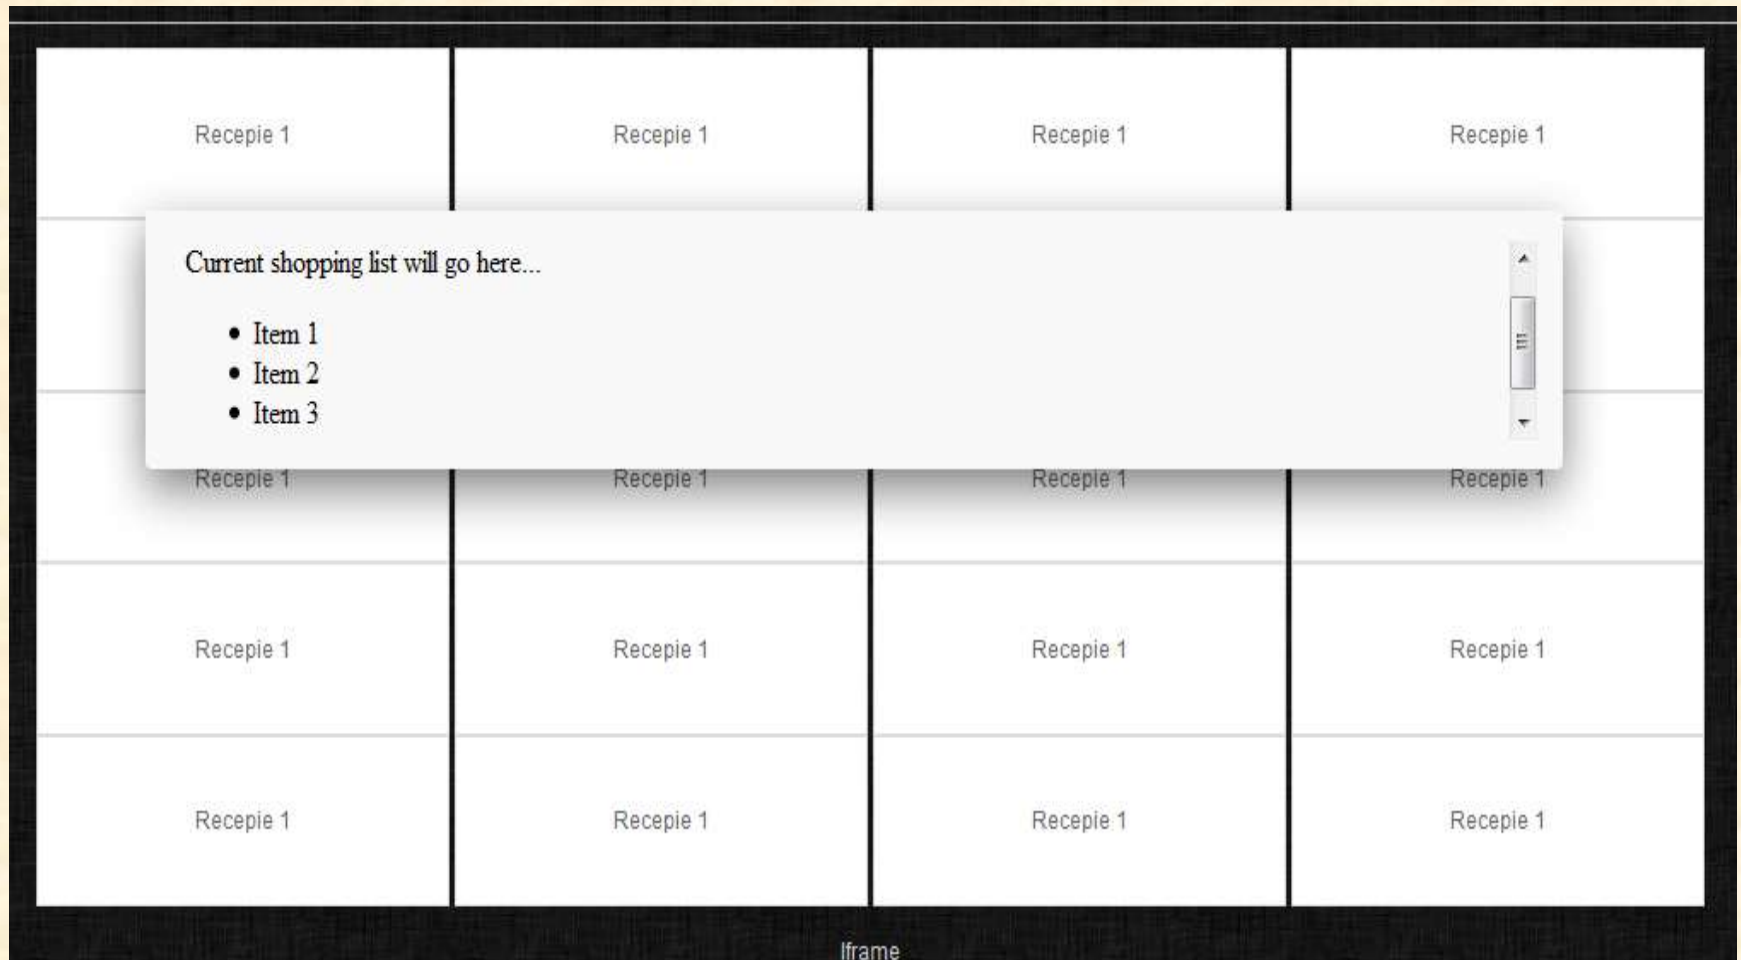 Recepie 1 Recepie 1 Recepie 1 Recepie 1
Current shopping list will go here...
• Item 1
• Item 2
• Item 3
Recepie 1 Recepie 1 Recepie 1 Recepie 1
Recepie 1 Recepie 1 Recepie 1 Recepie 1
Recepie 1 Recepie 1 Recepie 1 Recepie 1
Iframe